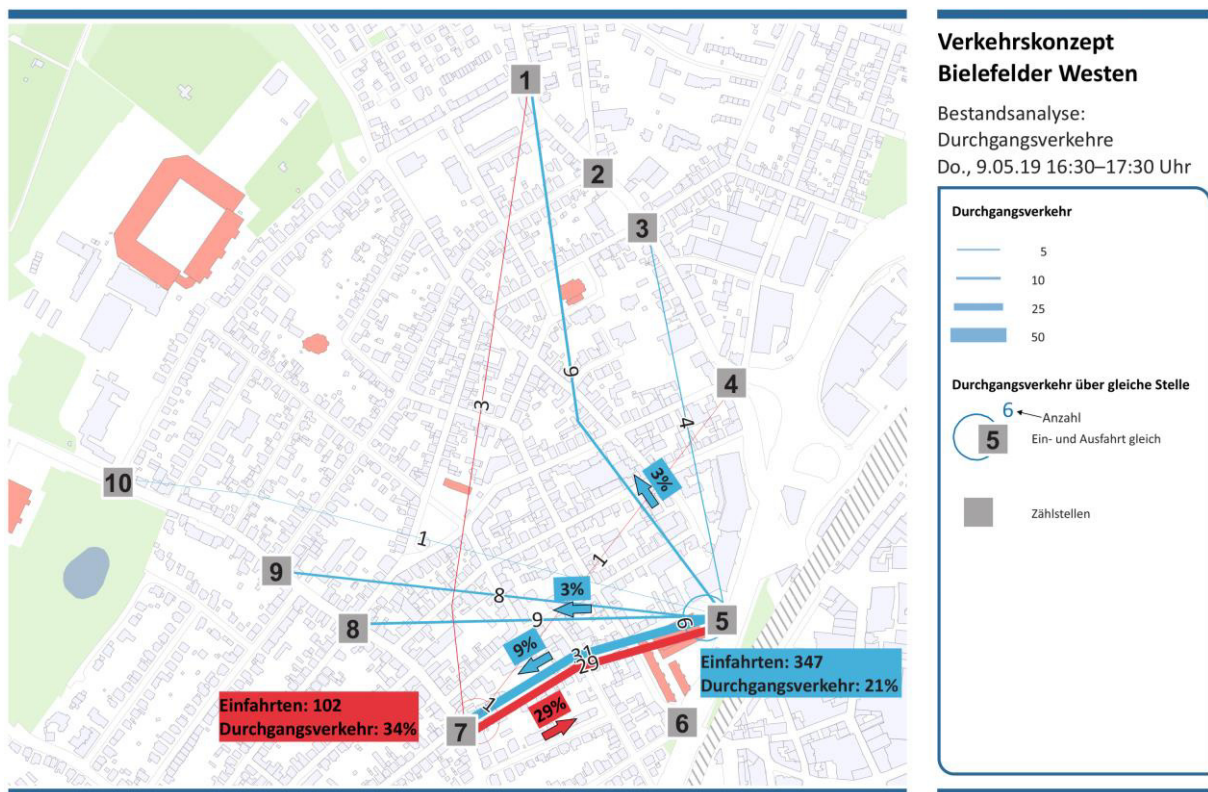 Verkehrskonzept
Bielefelder Westen
Bestandsanalyse:
Durchgangsverkehre
Do., 9.05.19 16:30–17:30 Uhr
Durchgangsverkehr
5
10
25
50
Durchgangsverkehr über gleiche Stelle
6
Anzahl
5
Ein- und Ausfahrt gleich
Zählstellen
1
2
3
6
3
4
4
3%
10
1
1
9
8
3%
8
9
6
5
9%
31
29
Einfahrten: 347
Durchgangsverkehr: 21%
Einfahrten: 102
Durchgangsverkehr: 34%
1
7
29%
6